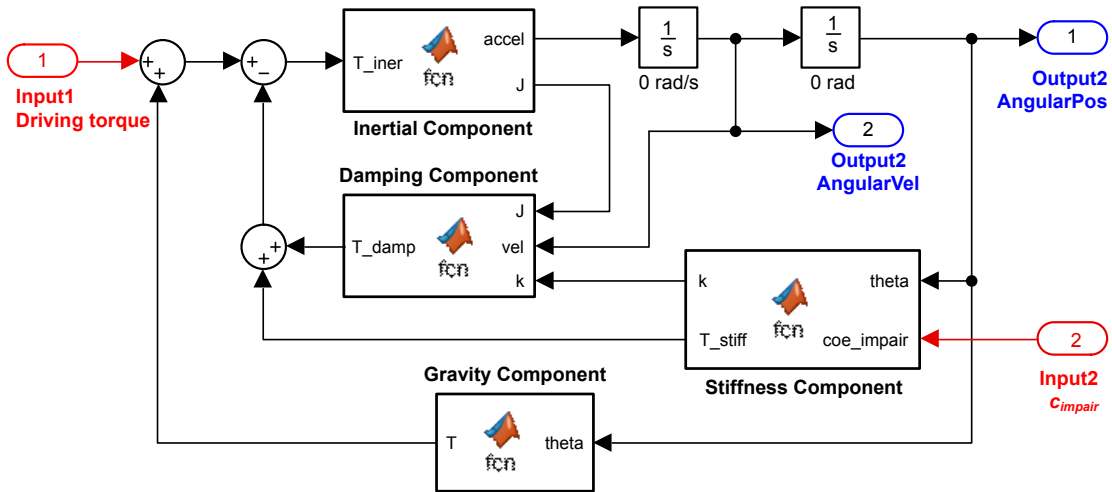 1
Input1
Driving torque
+
+
+
−
T_iner
fcn
accel
J
Inertial Component
1
s
0 rad/s
1
s
0 rad
1
Output2
AngularPos
2
Output2
AngularVel
Damping Component
T_damp
fcn
J
vel
k
+
+
k
T_stiff
fcn
theta
coe_impair
Stiffness Component
2
Input2
c_impair
Gravity Component
T
fcn
theta